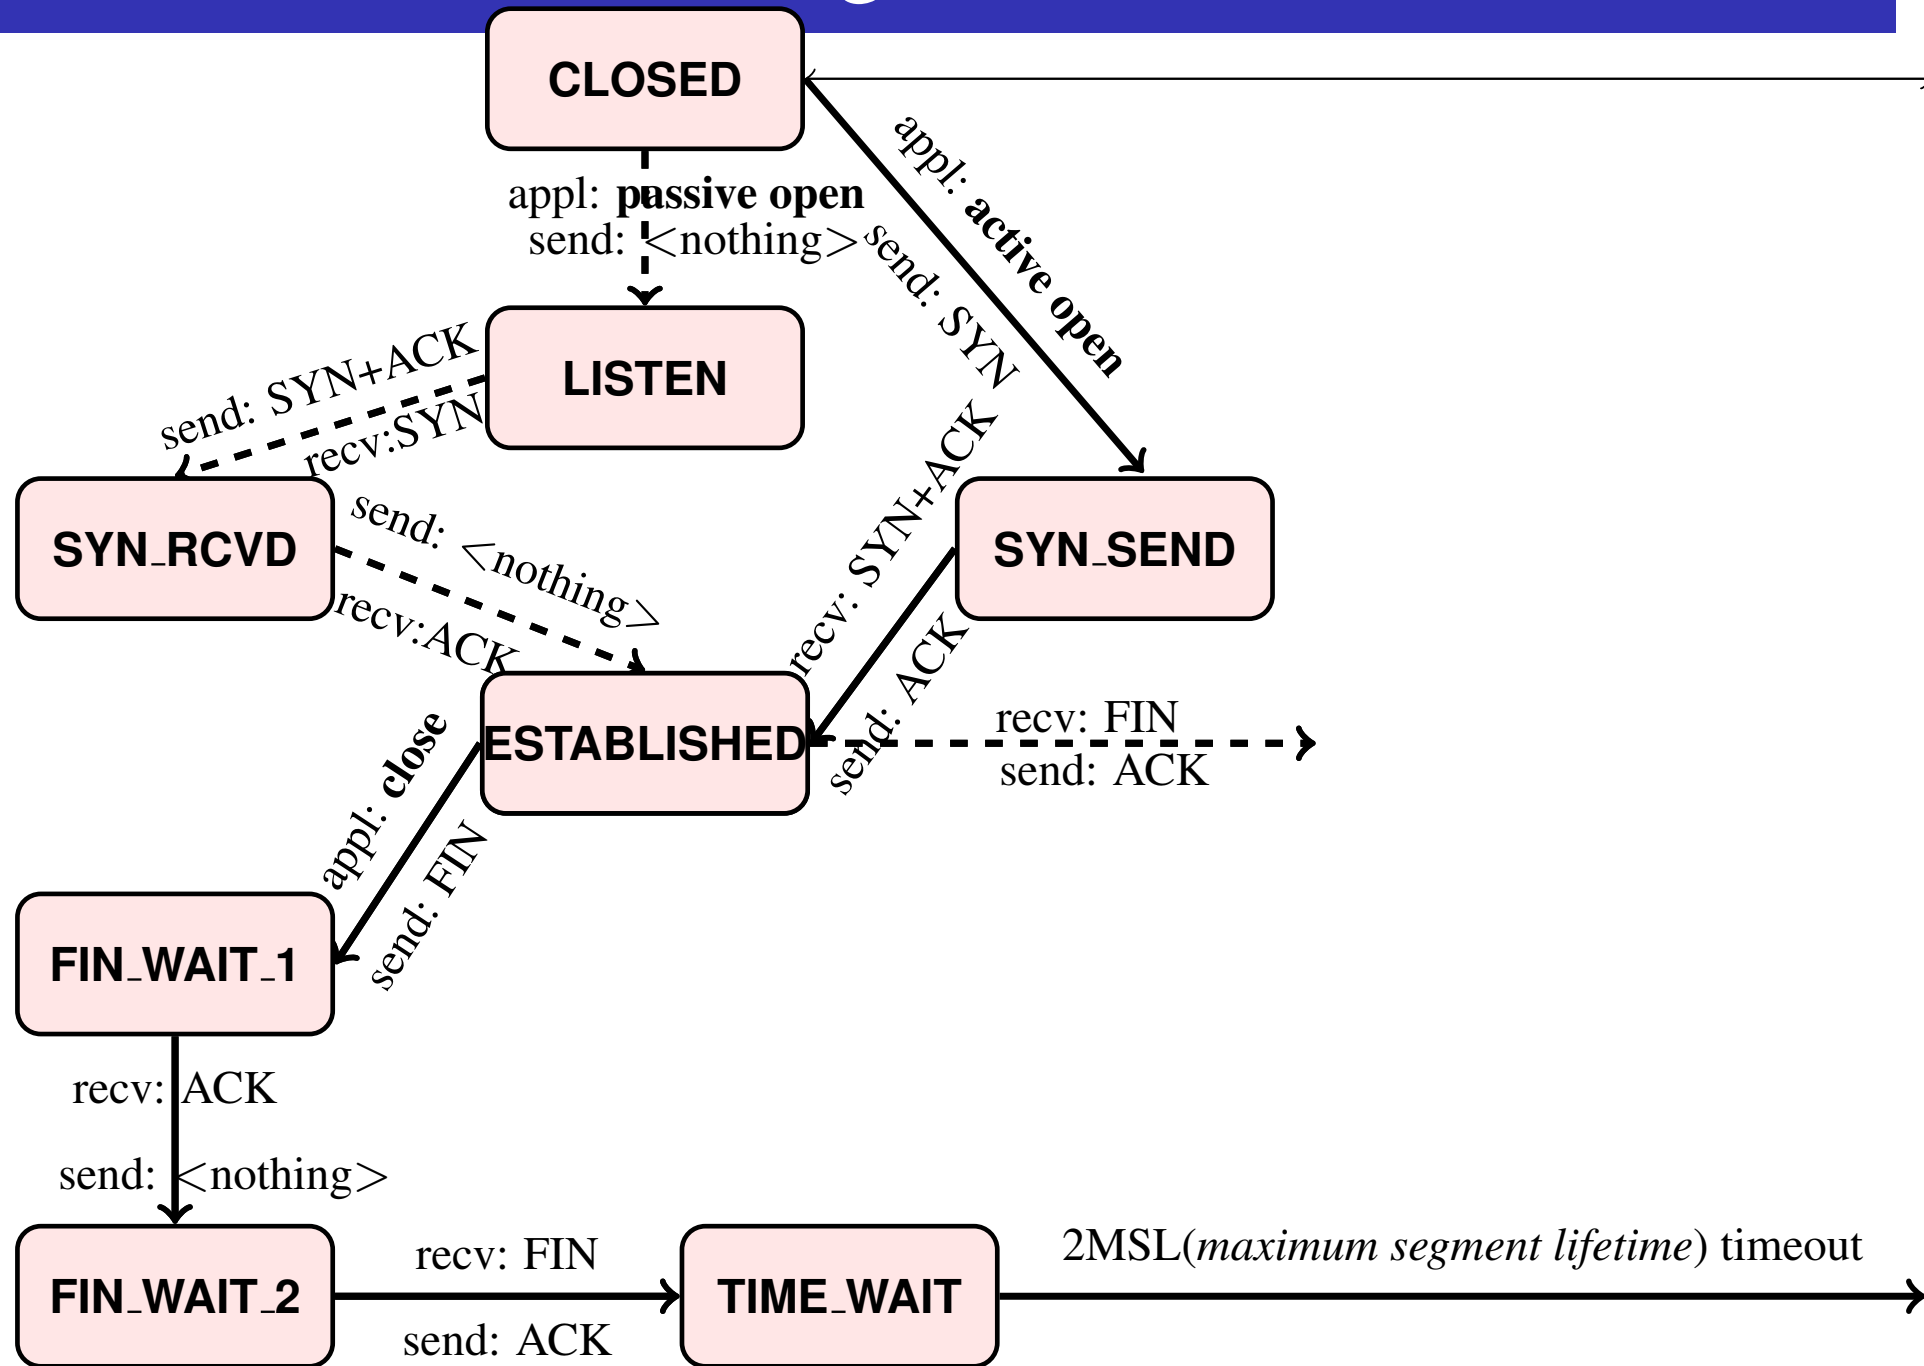 CLOSED
appl: passive open
send: <nothing>
appl: active open
send: SYN
LISTEN
send: SYN+ACK
recv:SYN
SYN_RCVD
send: <nothing>
recv:ACK
recv: SYN+ACK
send: ACK
SYN_SEND
ESTABLISHED
recv: FIN
send: ACK
appl: close
send: FIN
FIN_WAIT_1
recv: ACK
send: <nothing>
FIN_WAIT_2
recv: FIN
send: ACK
TIME_WAIT
2MSL(maximum segment lifetime) timeout